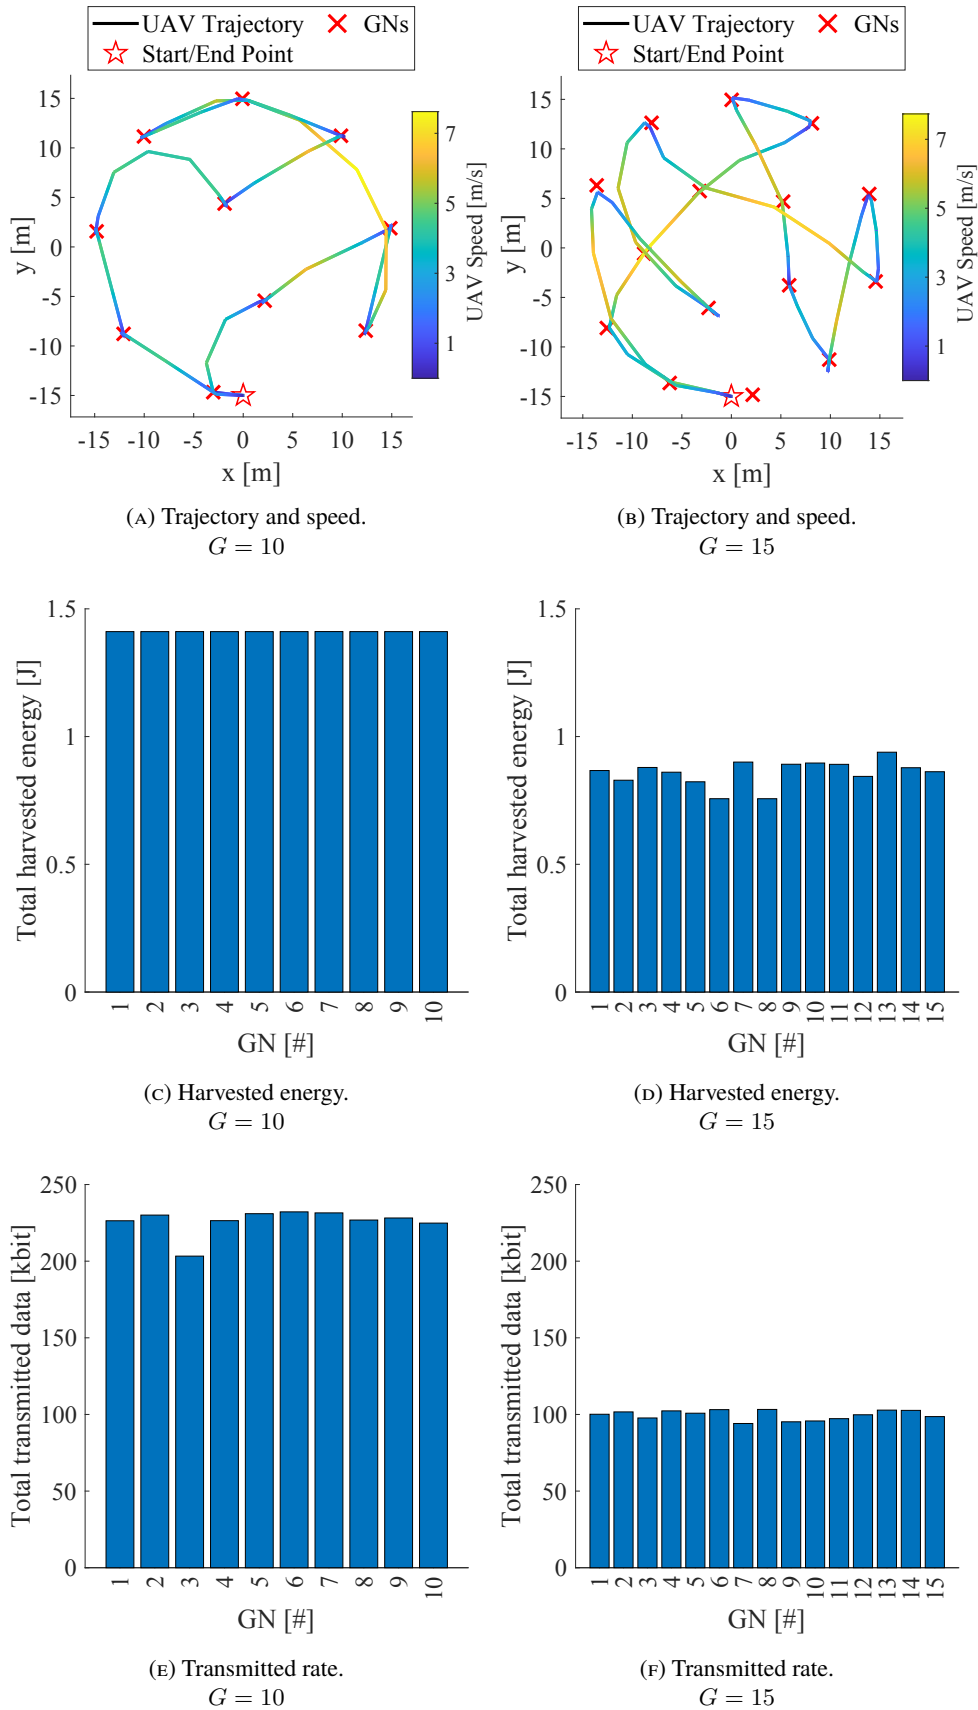 UAV Trajectory GNs
Start/End Point
UAV Trajectory GNs
Start/End Point
15
10
5
0
-5
-10
-15
y [m]
-15 -10 -5 0 5 10 15
x [m]
7
5
3
1
UAV Speed [m/s]
15
10
5
0
-5
-10
-15
y [m]
-15 -10 -5 0 5 10 15
x [m]
7
5
3
1
UAV Speed [m/s]
(A) Trajectory and speed.
G = 10
(B) Trajectory and speed.
G = 15
1.5
1
0.5
0
Total harvested energy [J]
1 2 3 4 5 6 7 8 9 10
GN [#]
1.5
1
0.5
0
Total harvested energy [J]
1 2 3 4 5 6 7 8 9 10 11 12 13 14 15
GN [#]
(C) Harvested energy.
G = 10
(D) Harvested energy.
G = 15
250
200
150
100
50
0
Total transmitted data [kbit]
1 2 3 4 5 6 7 8 9 10
GN [#]
250
200
150
100
50
0
Total transmitted data [kbit]
1 2 3 4 5 6 7 8 9 10 11 12 13 14 15
GN [#]
(E) Transmitted rate.
G = 10
(F) Transmitted rate.
G = 15